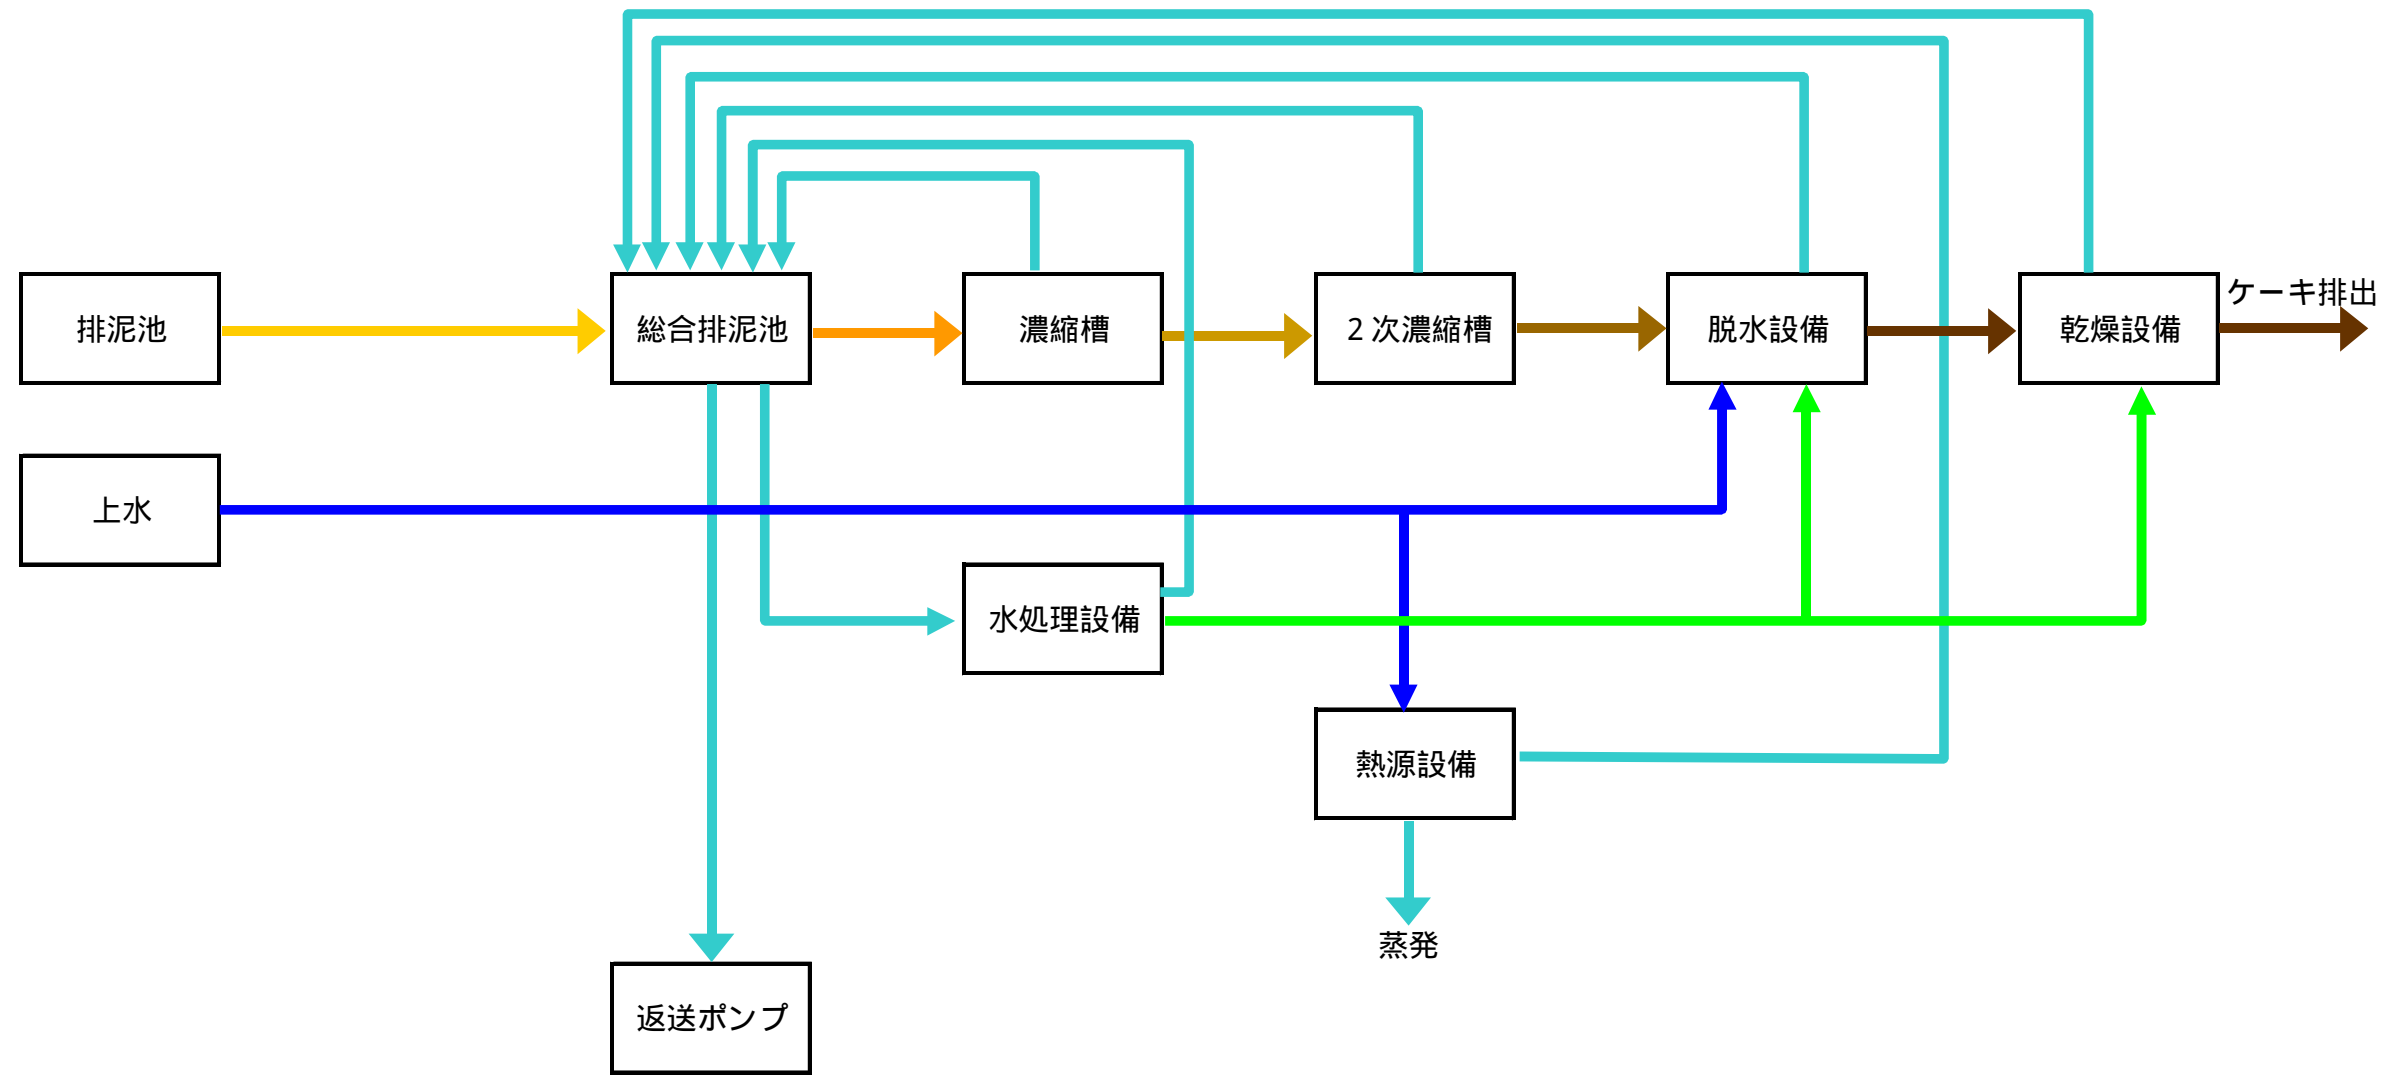 ケーキ排出
排泥池
総合排泥池
濃縮槽
2次濃縮槽
脱水設備
乾燥設備
上水
水処理設備
熱源設備
蒸発
返送ポンプ